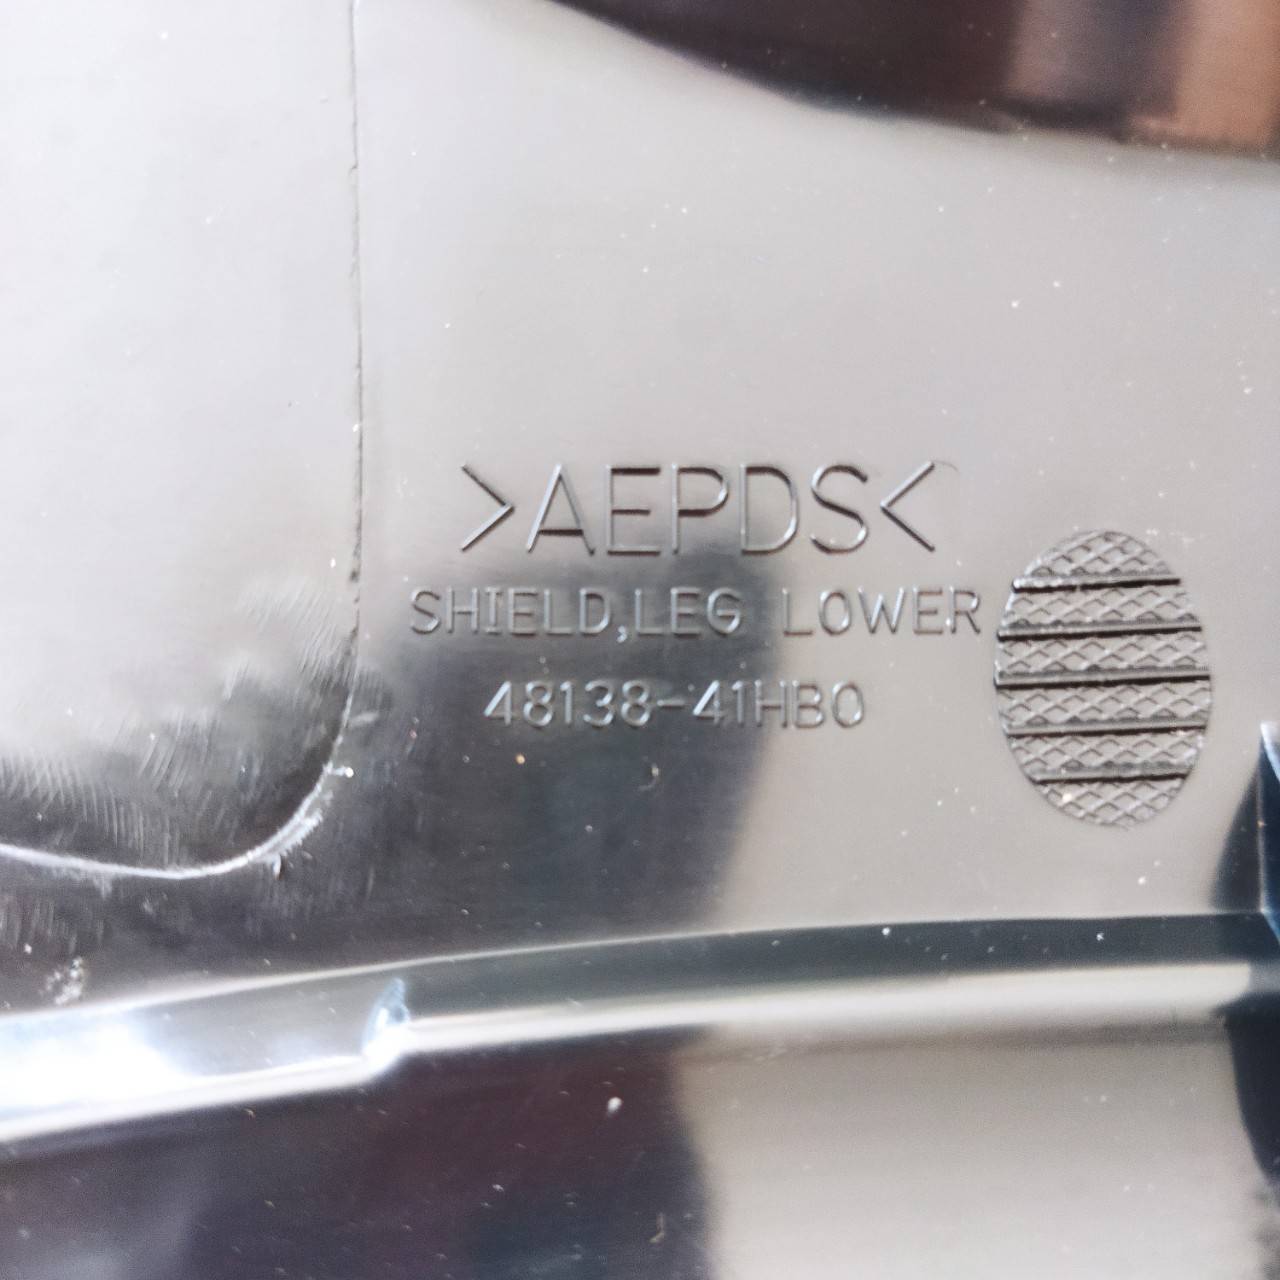 >AEPDS<
SHIELD,LEG LOWER
48138-41HB0